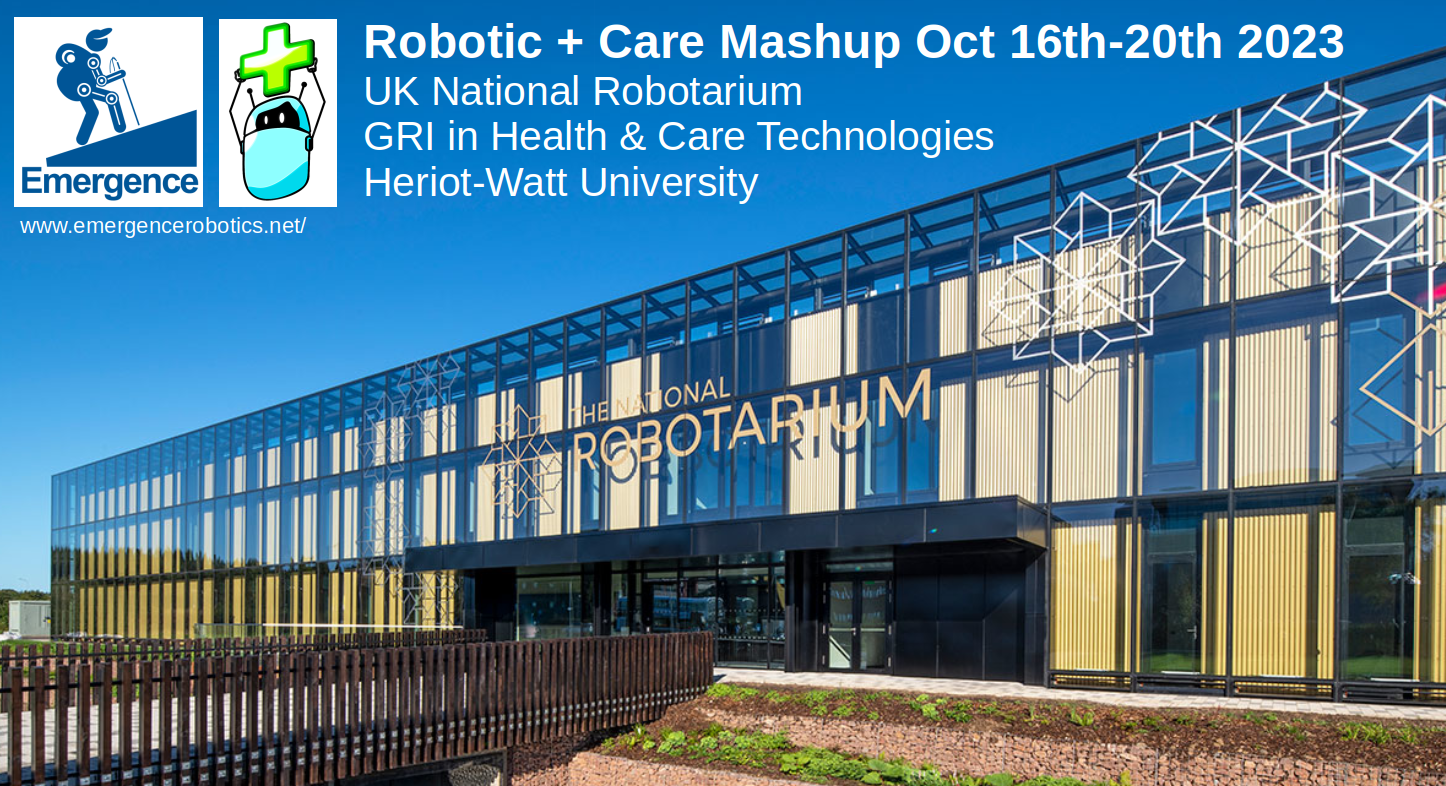 Robotic + Care Mashup Oct 16th-20th 2023
UK National Robotarium
GRI in Health & Care Technologies
Heriot-Watt University
Emergence
www.emergencerobotics.net/
THE NATIONAL
ROBOTARIUM